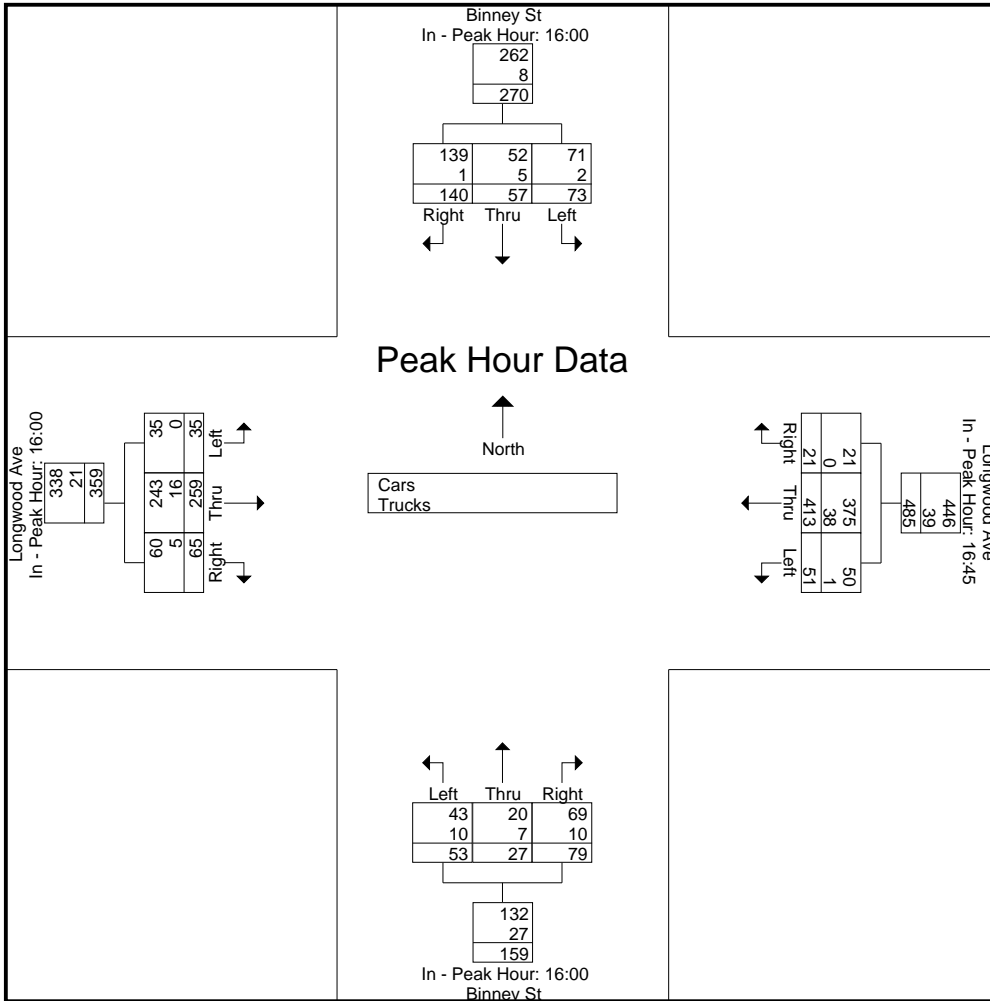 Binney St
In - Peak Hour: 16:00
262
8
270
139 52 71
1 5 2
140 57 73
Right Thru Left
Peak Hour Data
North
Cars
Trucks
Longwood Ave
In - Peak Hour: 16:00
338
21
359
35 0 35
Left
243 16 259
Thru
60 5 65
Right
Longwood Ave
In - Peak Hour: 16:45
446
39
485
21 0 21
Right
375 38 413
Thru
50 1 51
Left
Left Thru Right
43 20 69
10 7 10
53 27 79
132
27
159
In - Peak Hour: 16:00
Binney St